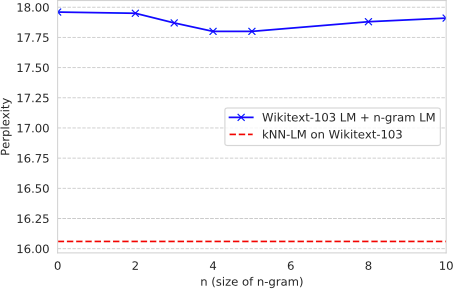 18.00
17.75
17.50
17.25
17.00
16.75
16.50
16.25
16.00
Perplexity
Wikitext-103 LM + n-gram LM
kNN-LM on Wikitext-103
0 2 4 6 8 10
n (size of n-gram)